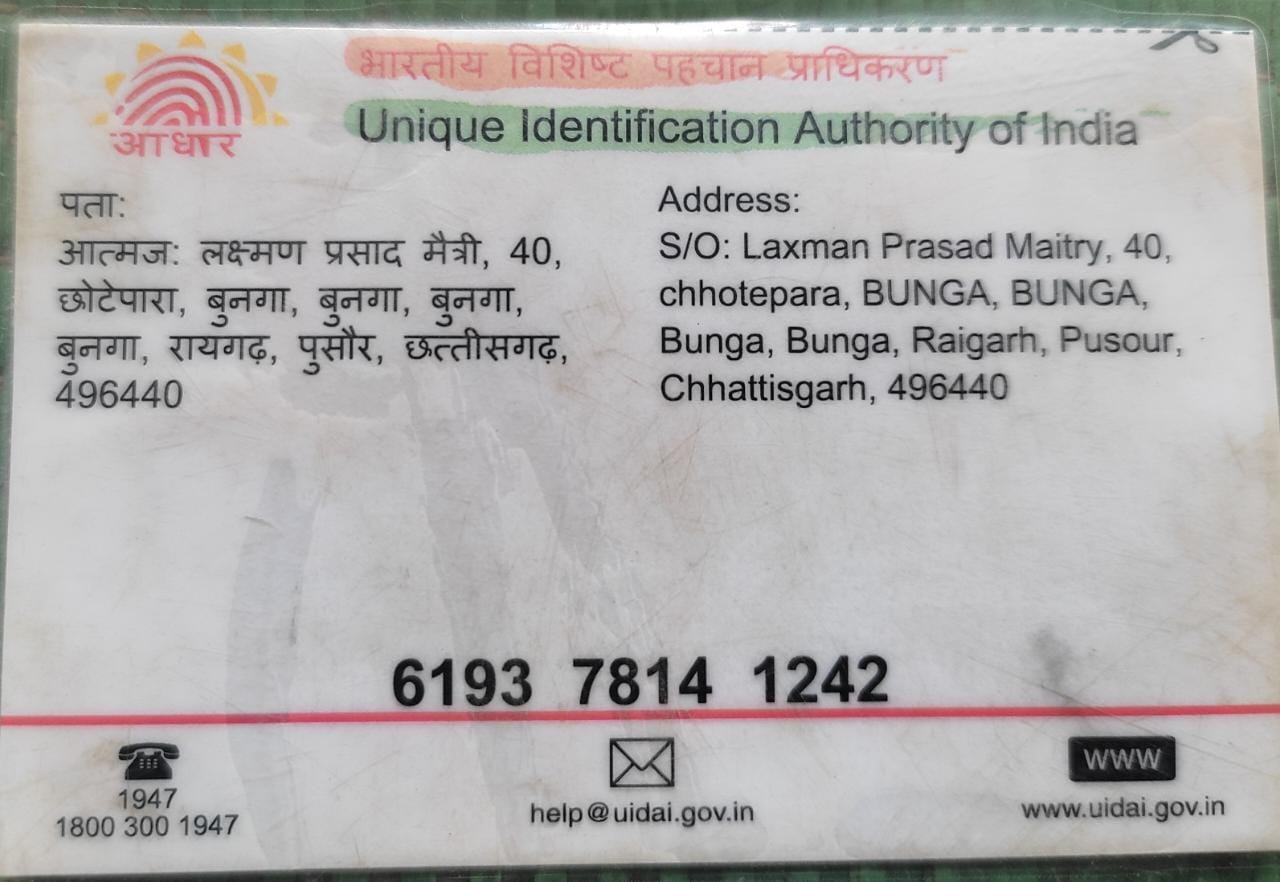 भारतीय विशिष्ट पहचान प्राधिकरण
Unique Identification Authority of India
आधार
पता:
आत्मज: लक्ष्मण प्रसाद मैत्री, 40,
छोटेपारा, बुनगा, बुनगा, बुनगा,
बुनगा, रायगढ़, पुसौर, छत्तीसगढ़,
496440
Address:
S/O: Laxman Prasad Maitry, 40,
chhotepara, BUNGA, BUNGA,
Bunga, Bunga, Raigarh, Pusour,
Chhattisgarh, 496440
6193 7814 1242
1947
1800 300 1947
help@uidai.gov.in
www
www.uidai.gov.in